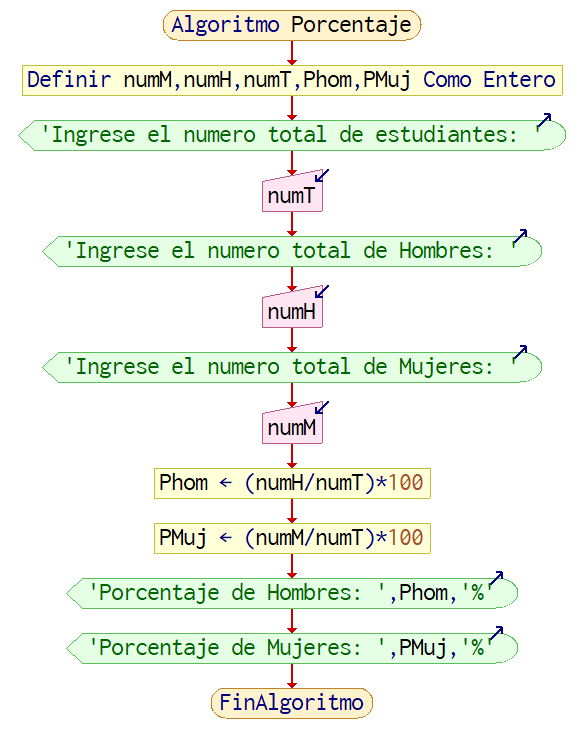 Algoritmo Porcentaje
Definir numM,numH,numT,Phom,PMuj Como Entero
'Ingrese el numero total de estudiantes: '
numT
'Ingrese el numero total de Hombres: '
numH
'Ingrese el numero total de Mujeres: '
numM
Phom ← (numH/numT)*100
PMuj ← (numM/numT)*100
'Porcentaje de Hombres: ',Phom,'%'
'Porcentaje de Mujeres: ',PMuj,'%'
FinAlgoritmo